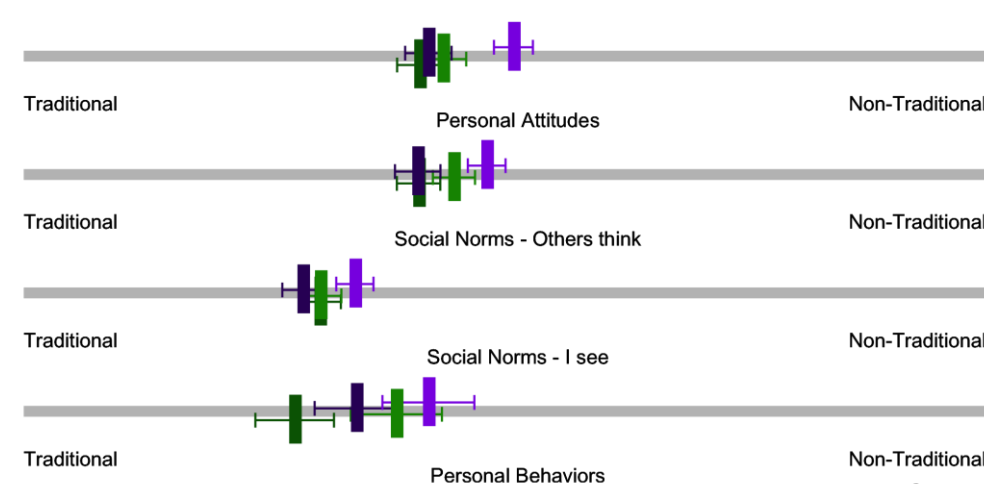 Traditional Non-Traditional
Personal Attitudes
Traditional Non-Traditional
Social Norms - Others think
Traditional Non-Traditional
Social Norms - I see
Traditional Non-Traditional
Personal Behaviors